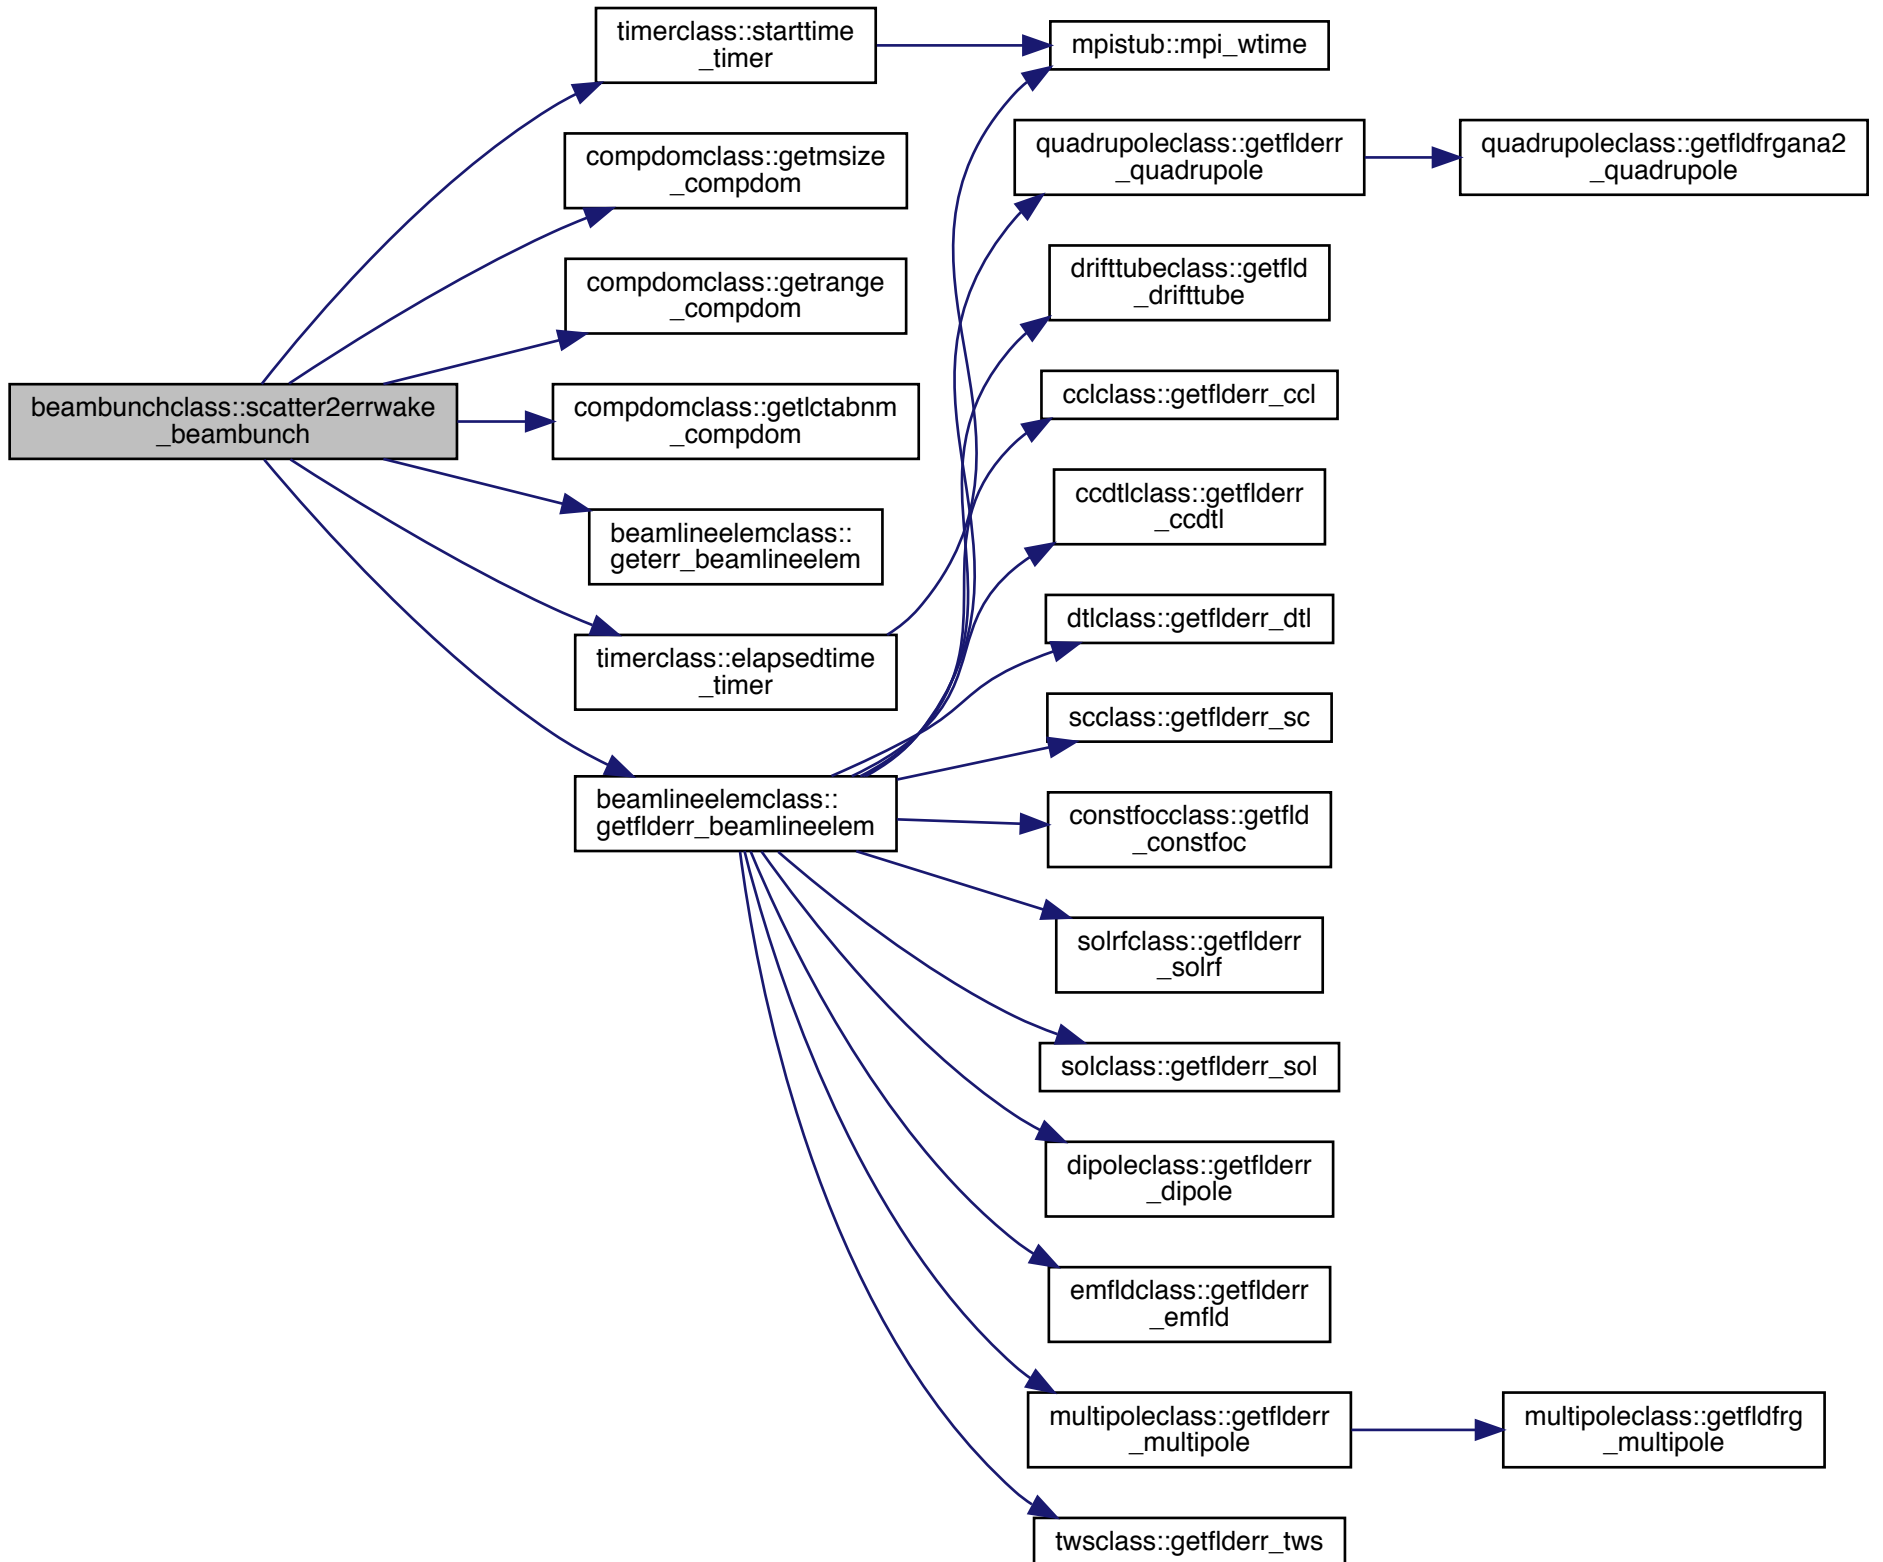 timerclass::starttime
_timer
mpistub::mpi_wtime
compdomclass::getmsize
_compdom
quadrupoleclass::getflderr
_quadrupole
quadrupoleclass::getfldfrgana2
_quadrupole
compdomclass::getrange
_compdom
drifttubeclass::getfld
_drifttube
beambunchclass::scatter2errwake
_beambunch
compdomclass::getlctabnm
_compdom
cclclass::getflderr_ccl
ccdtlclass::getflderr
_ccdtl
beamlineelemclass::
geterr_beamlineelem
timerclass::elapsedtime
_timer
dtlclass::getflderr_dtl
scclass::getflderr_sc
beamlineelemclass::
getflderr_beamlineelem
constfocclass::getfld
_constfoc
solrfclass::getflderr
_solrf
solclass::getflderr_sol
dipoleclass::getflderr
_dipole
emfldclass::getflderr
_emfld
multipoleclass::getflderr
_multipole
multipoleclass::getfldfrg
_multipole
twsclass::getflderr_tws